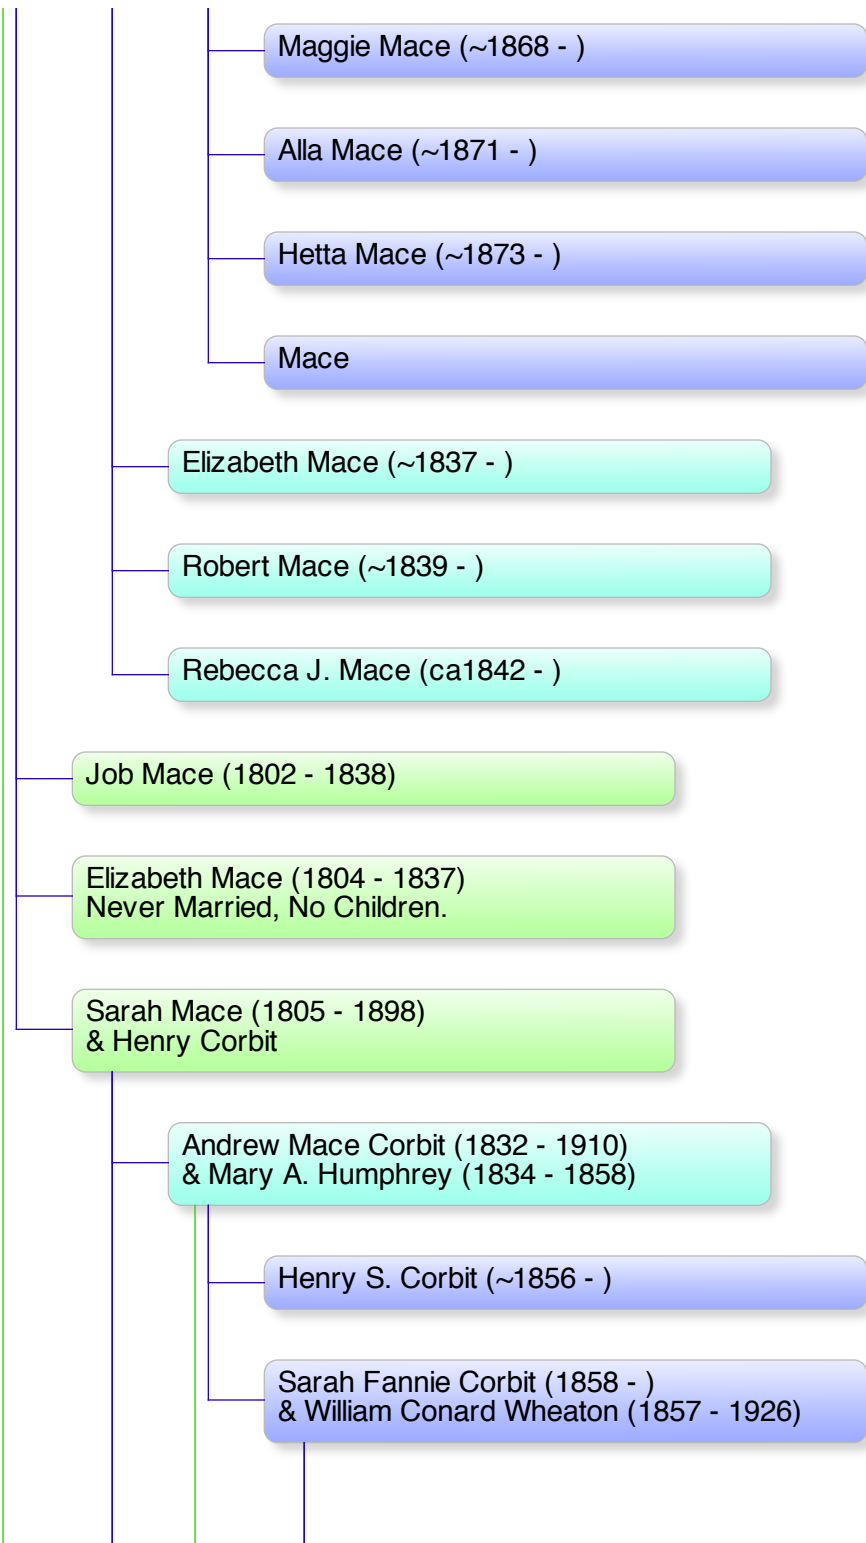 Maggie Mace (~1868 - )
Alla Mace (~1871 - )
Hetta Mace (~1873 - )
Mace
Elizabeth Mace (~1837 - )
Robert Mace (~1839 - )
Rebecca J. Mace (ca1842 - )
Job Mace (1802 - 1838)
Elizabeth Mace (1804 - 1837)
Never Married, No Children.
Sarah Mace (1805 - 1898)
& Henry Corbit
Andrew Mace Corbit (1832 - 1910)
& Mary A. Humphrey (1834 - 1858)
Henry S. Corbit (~1856 - )
Sarah Fannie Corbit (1858 - )
& William Conard Wheaton (1857 - 1926)